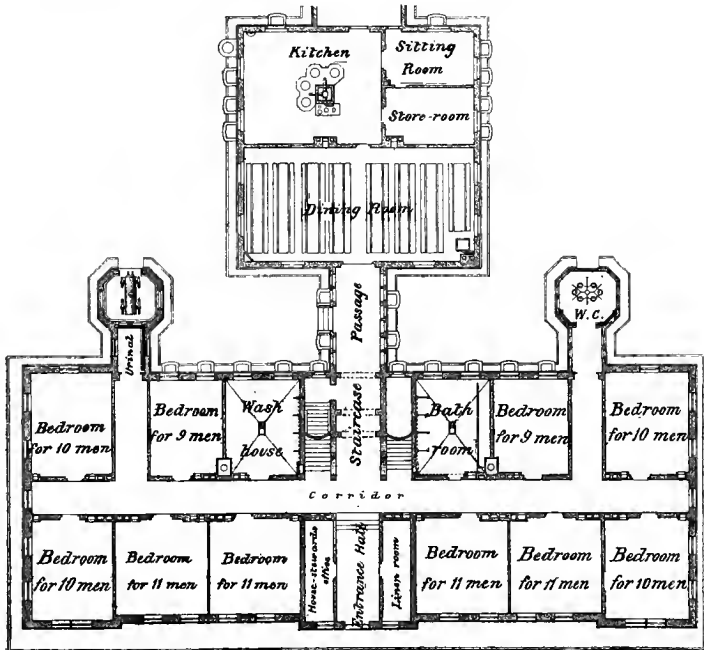 Kitchen
Sitting
Room
Store-room
Dining Room
Passage
W.C.
Urinal
Bedroom
for 10 men
Bedroom
for 9 men
Wash
house
Staircase
Bath
room
Bedroom
for 9 men
Bedroom
for 10 men
Corridor
Bedroom
for 10 men
Bedroom
for 11 men
Bedroom
for 11 men
House-stewards
office
Entrance Hall
Linen room
Bedroom
for 11 men
Bedroom
for 11 men
Bedroom
for 10 men